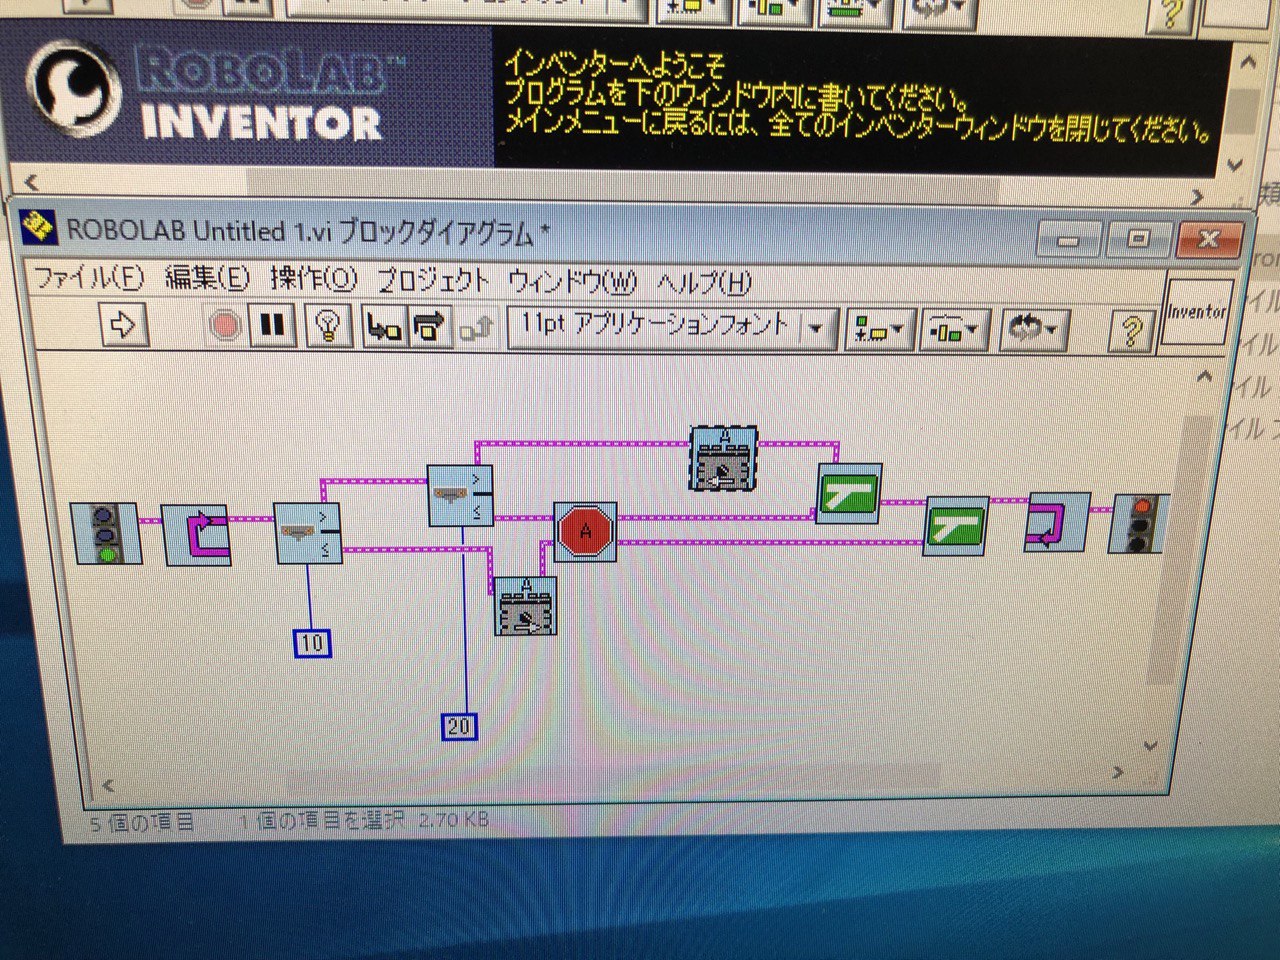 ?
ROBOLAB™
INVENTOR
インベンターへようこそ
プログラムを下のウィンドウ内に書いてください。
メインメニューに戻るには、全てのインベンターウィンドウを閉じてください。
ROBOLAB Untitled 1.vi ブロックダイアグラム *
ファイル(F) 編集(E) 操作(O) プロジェクト ウィンドウ(W) ヘルプ(H)
11pt アプリケーションフォント
?
Inventor
A
>
≤
>
≤
A
A
10
20
5 個の項目 1 個の項目を選択 2.70 KB